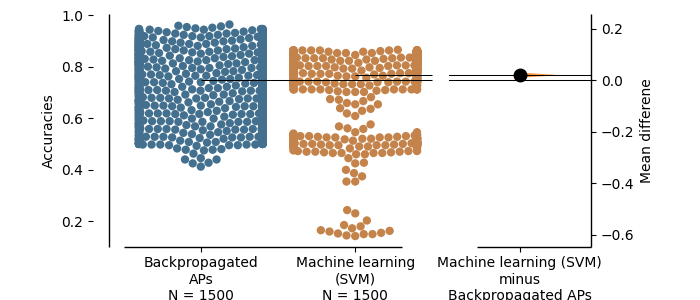 1.0
0.8
0.6
0.4
0.2
Accuracies
Backpropagated
APs
N = 1500
Machine learning
(SVM)
N = 1500
0.2
0.0
−0.2
−0.4
−0.6
Mean differene
Machine learning (SVM)
minus
Backpropagated APs